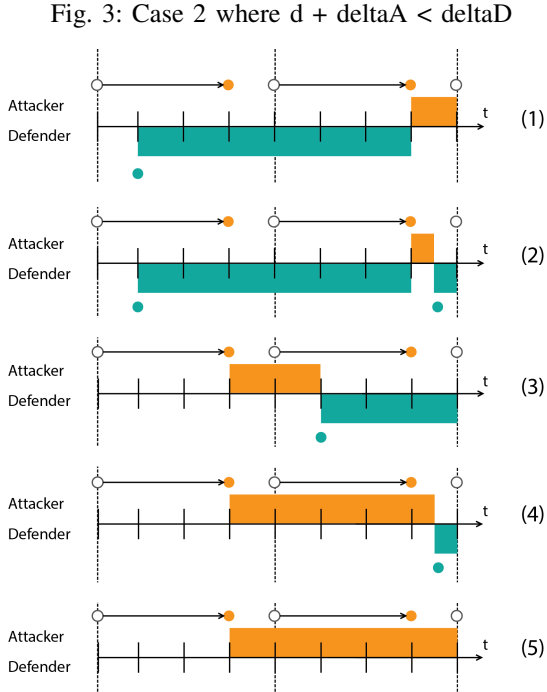 Fig. 3: Case 2 where d + deltaA < deltaD
Attacker
t
(1)
Defender
Attacker
t
(2)
Defender
Attacker
t
(3)
Defender
Attacker
t
(4)
Defender
Attacker
t
(5)
Defender